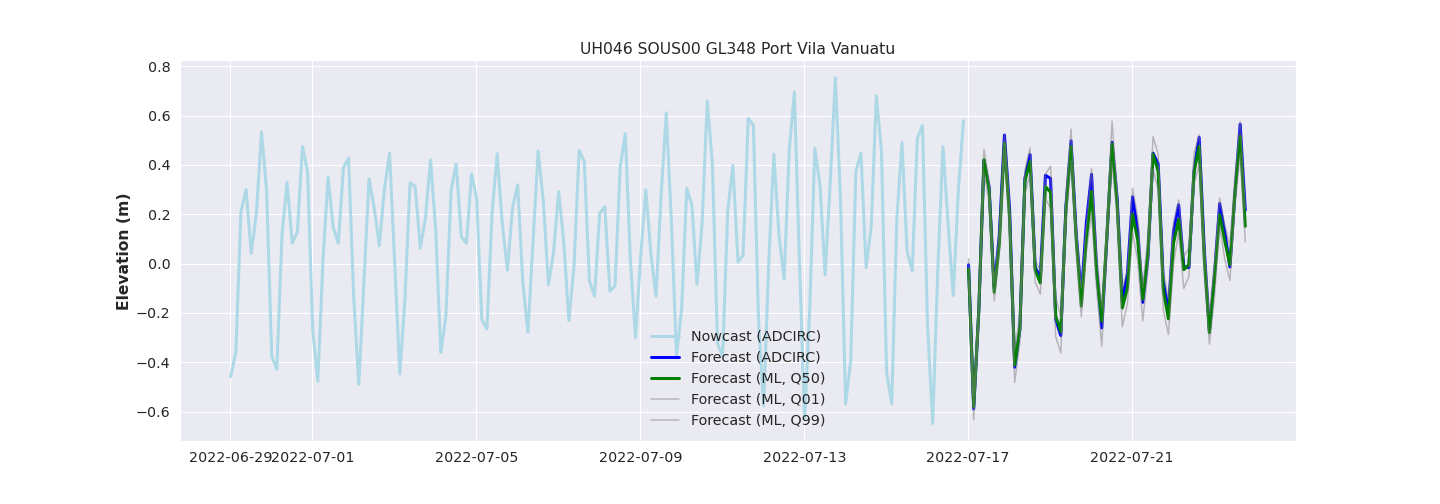 UH046 SOUS00 GL348 Port Vila Vanuatu
Elevation (m)
0.8
0.6
0.4
0.2
0.0
−0.2
−0.4
−0.6
Nowcast (ADCIRC)
Forecast (ADCIRC)
Forecast (ML, Q50)
Forecast (ML, Q01)
Forecast (ML, Q99)
2022-06-29 2022-07-01 2022-07-05 2022-07-09 2022-07-13 2022-07-17 2022-07-21